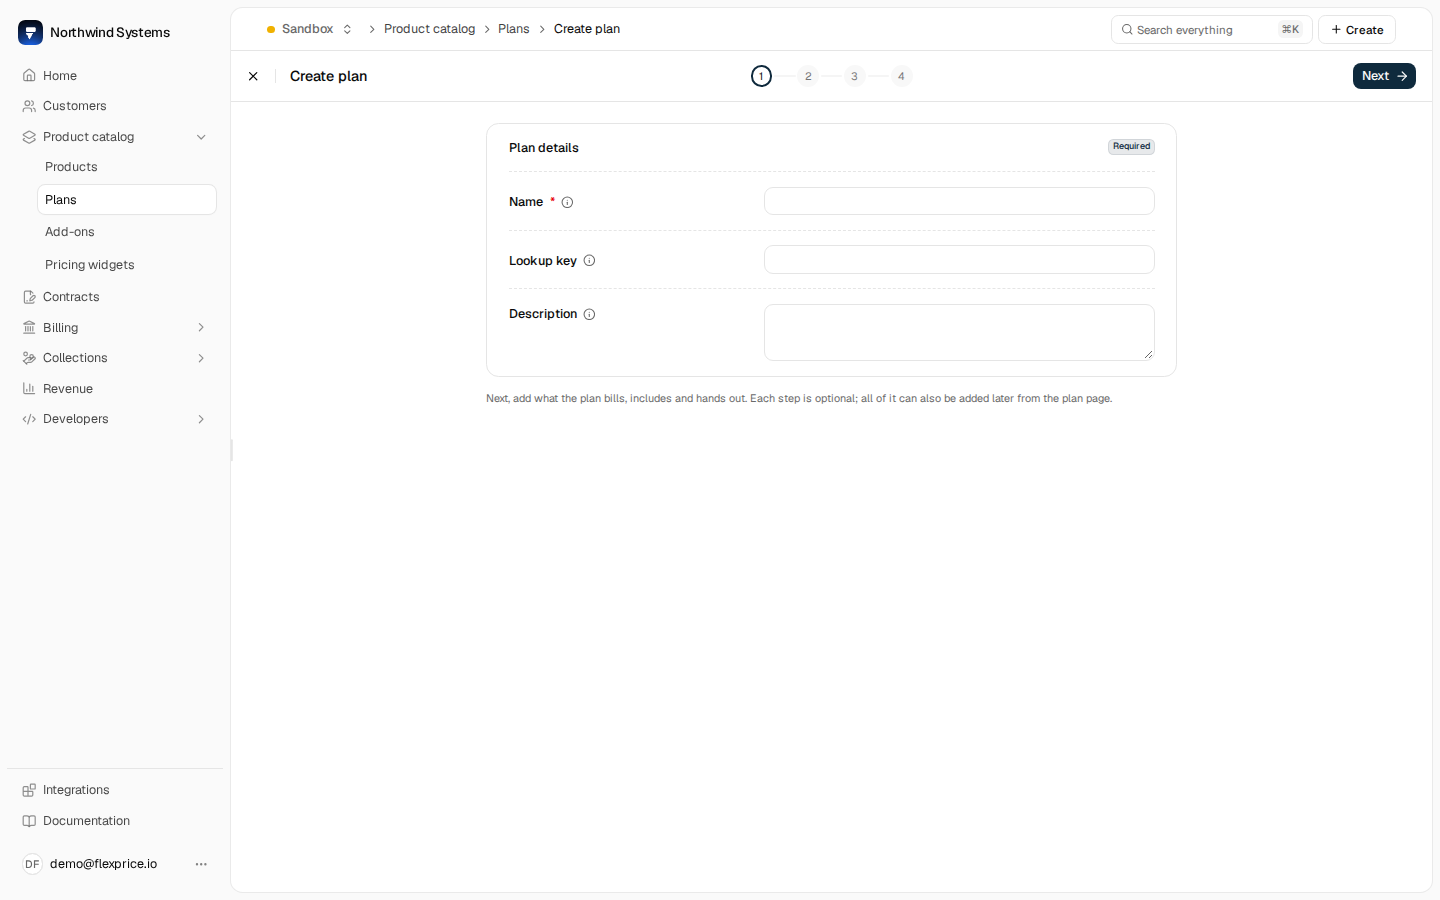 Northwind Systems
Home
Customers
Product catalog
Products
Plans
Add-ons
Pricing widgets
Contracts
Billing
Collections
Revenue
Developers
Integrations
Documentation
DF demo@flexprice.io
Sandbox Product catalog Plans Create plan
Search everything ⌘K
Create
Create plan
1 2 3 4
Next
Plan details
Required
Name *
Lookup key
Description
Next, add what the plan bills, includes and hands out. Each step is optional; all of it can also be added later from the plan page.